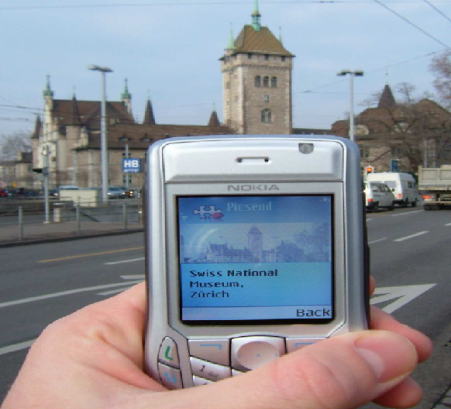 HB
NOKIA
Swiss National
Museum,
Zürich
Back